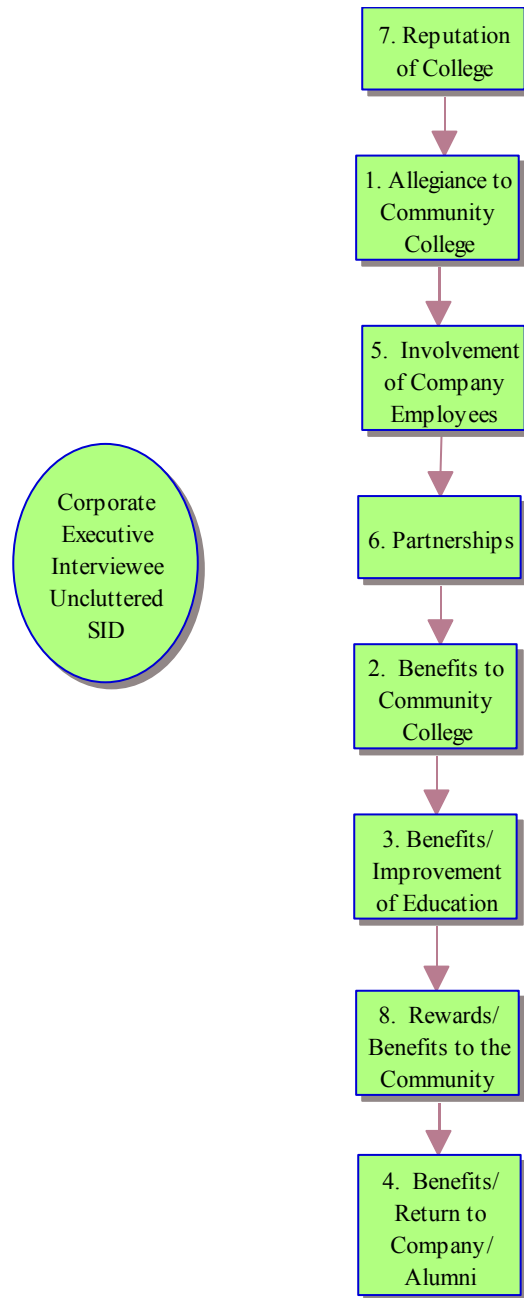 7. Reputation
of College
1. Allegiance to
Community
College
5. Involvement
of Company
Employees
Corporate
Executive
Interviewee
Uncluttered
SID
6. Partnerships
2. Benefits to
Community
College
3. Benefits/
Improvement
of Education
8. Rewards/
Benefits to the
Community
4. Benefits/
Return to
Company/
Alumni